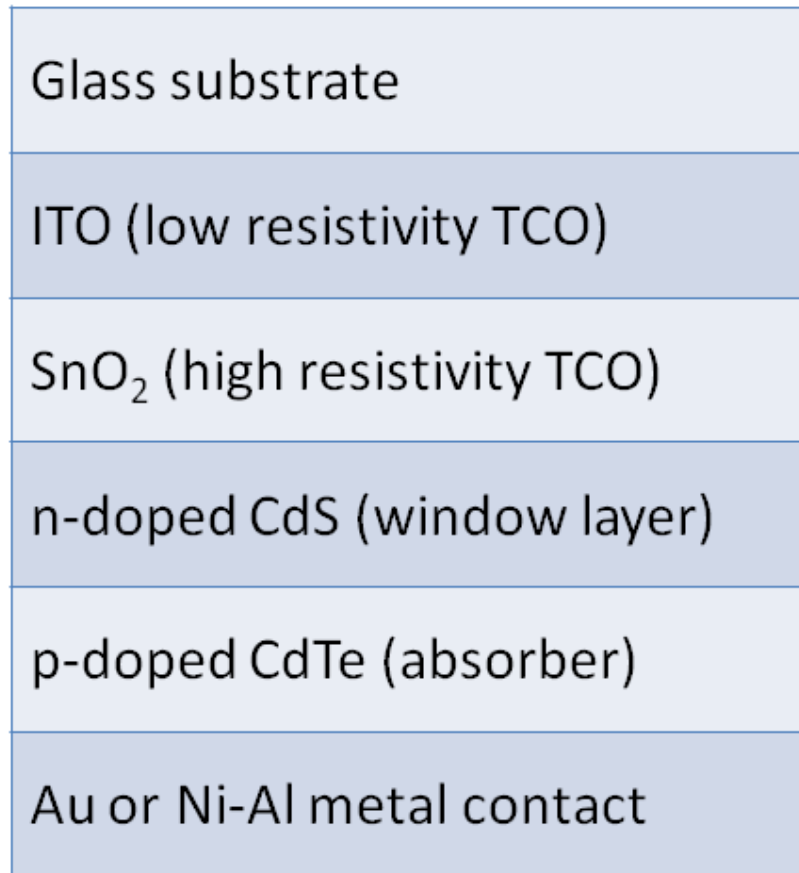 Glass substrate
ITO (low resistivity TCO)
SnO₂ (high resistivity TCO)
n-doped CdS (window layer)
p-doped CdTe (absorber)
Au or Ni-Al metal contact